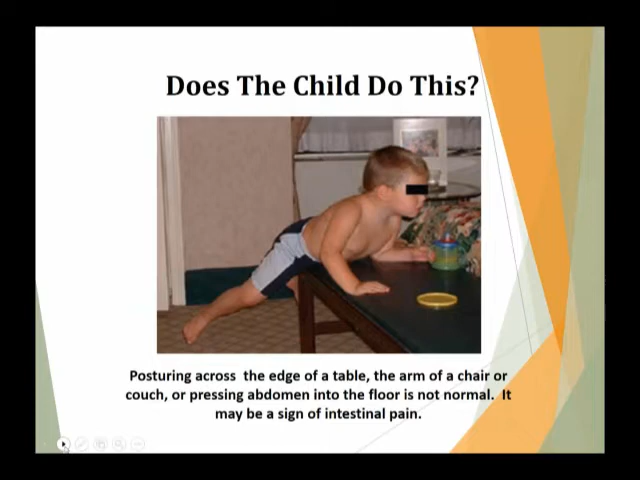 Does The Child Do This?
Posturing across the edge of a table, the arm of a chair or
couch, or pressing abdomen into the floor is not normal. It
may be a sign of intestinal pain.